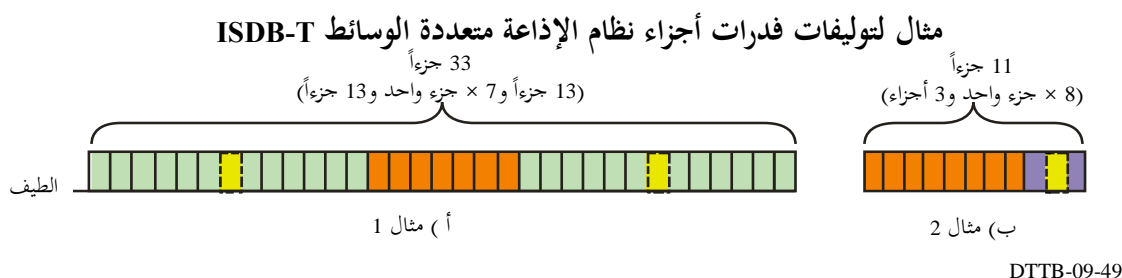 مثال لتوليفات فدرات أجزاء نظام الإذاعة متعددة الوسائط ISDB-T
33 جزءاً
(13 جزءاً و7 × جزء واحد و13 جزءاً)
11 جزءاً
(8 × جزء واحد و3 أجزاء)
الطيف
أ ) مثال 1
ب) مثال 2
DTTB-09-49